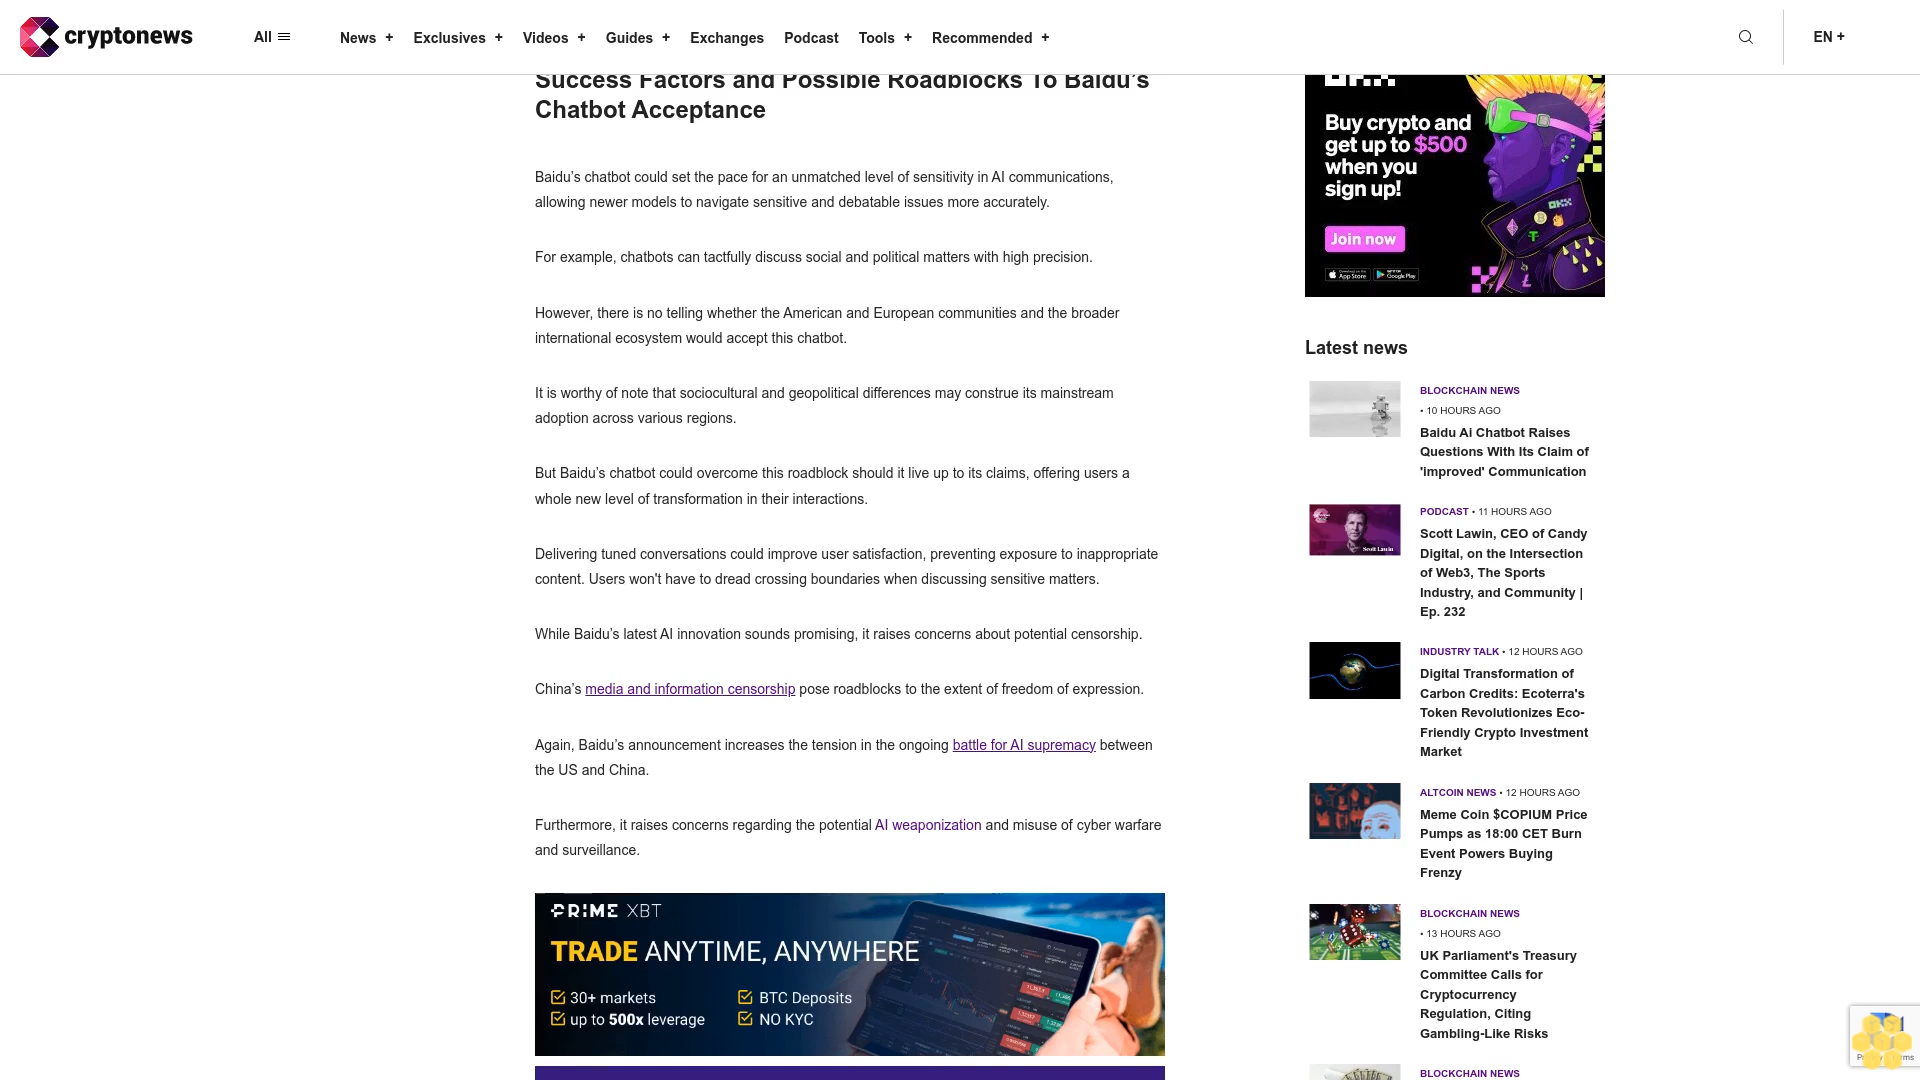 cryptonews
All
News +
Exclusives +
Videos +
Guides +
Exchanges
Podcast
Tools +
Recommended +
EN +
Success Factors and Possible Roadblocks To Baidu's
Chatbot Acceptance
Baidu’s chatbot could set the pace for an unmatched level of sensitivity in AI communications,
allowing newer models to navigate sensitive and debatable issues more accurately.
For example, chatbots can tactfully discuss social and political matters with high precision.
However, there is no telling whether the American and European communities and the broader
international ecosystem would accept this chatbot.
It is worthy of note that sociocultural and geopolitical differences may construe its mainstream
adoption across various regions.
But Baidu’s chatbot could overcome this roadblock should it live up to its claims, offering users a
whole new level of transformation in their interactions.
Delivering tuned conversations could improve user satisfaction, preventing exposure to inappropriate
content. Users won't have to dread crossing boundaries when discussing sensitive matters.
While Baidu’s latest AI innovation sounds promising, it raises concerns about potential censorship.
China’s media and information censorship pose roadblocks to the extent of freedom of expression.
Again, Baidu’s announcement increases the tension in the ongoing battle for AI supremacy between
the US and China.
Furthermore, it raises concerns regarding the potential AI weaponization and misuse of cyber warfare
and surveillance.
PRIME XBT
TRADE ANYTIME, ANYWHERE
30+ markets
BTC Deposits
up to 500x leverage
NO KYC
Buy crypto and
get up to $500
when you
sign up!
Join now
App Store
Google Play
Latest news
BLOCKCHAIN NEWS
• 10 HOURS AGO
Baidu Ai Chatbot Raises
Questions With Its Claim of
'improved' Communication
Scott Lawin
PODCAST • 11 HOURS AGO
Scott Lawin, CEO of Candy
Digital, on the Intersection
of Web3, The Sports
Industry, and Community |
Ep. 232
INDUSTRY TALK • 12 HOURS AGO
Digital Transformation of
Carbon Credits: Ecoterra's
Token Revolutionizes Eco-
Friendly Crypto Investment
Market
ALTCOIN NEWS • 12 HOURS AGO
Meme Coin $COPIUM Price
Pumps as 18:00 CET Burn
Event Powers Buying
Frenzy
BLOCKCHAIN NEWS
• 13 HOURS AGO
UK Parliament's Treasury
Committee Calls for
Cryptocurrency
Regulation, Citing
Gambling-Like Risks
BLOCKCHAIN NEWS